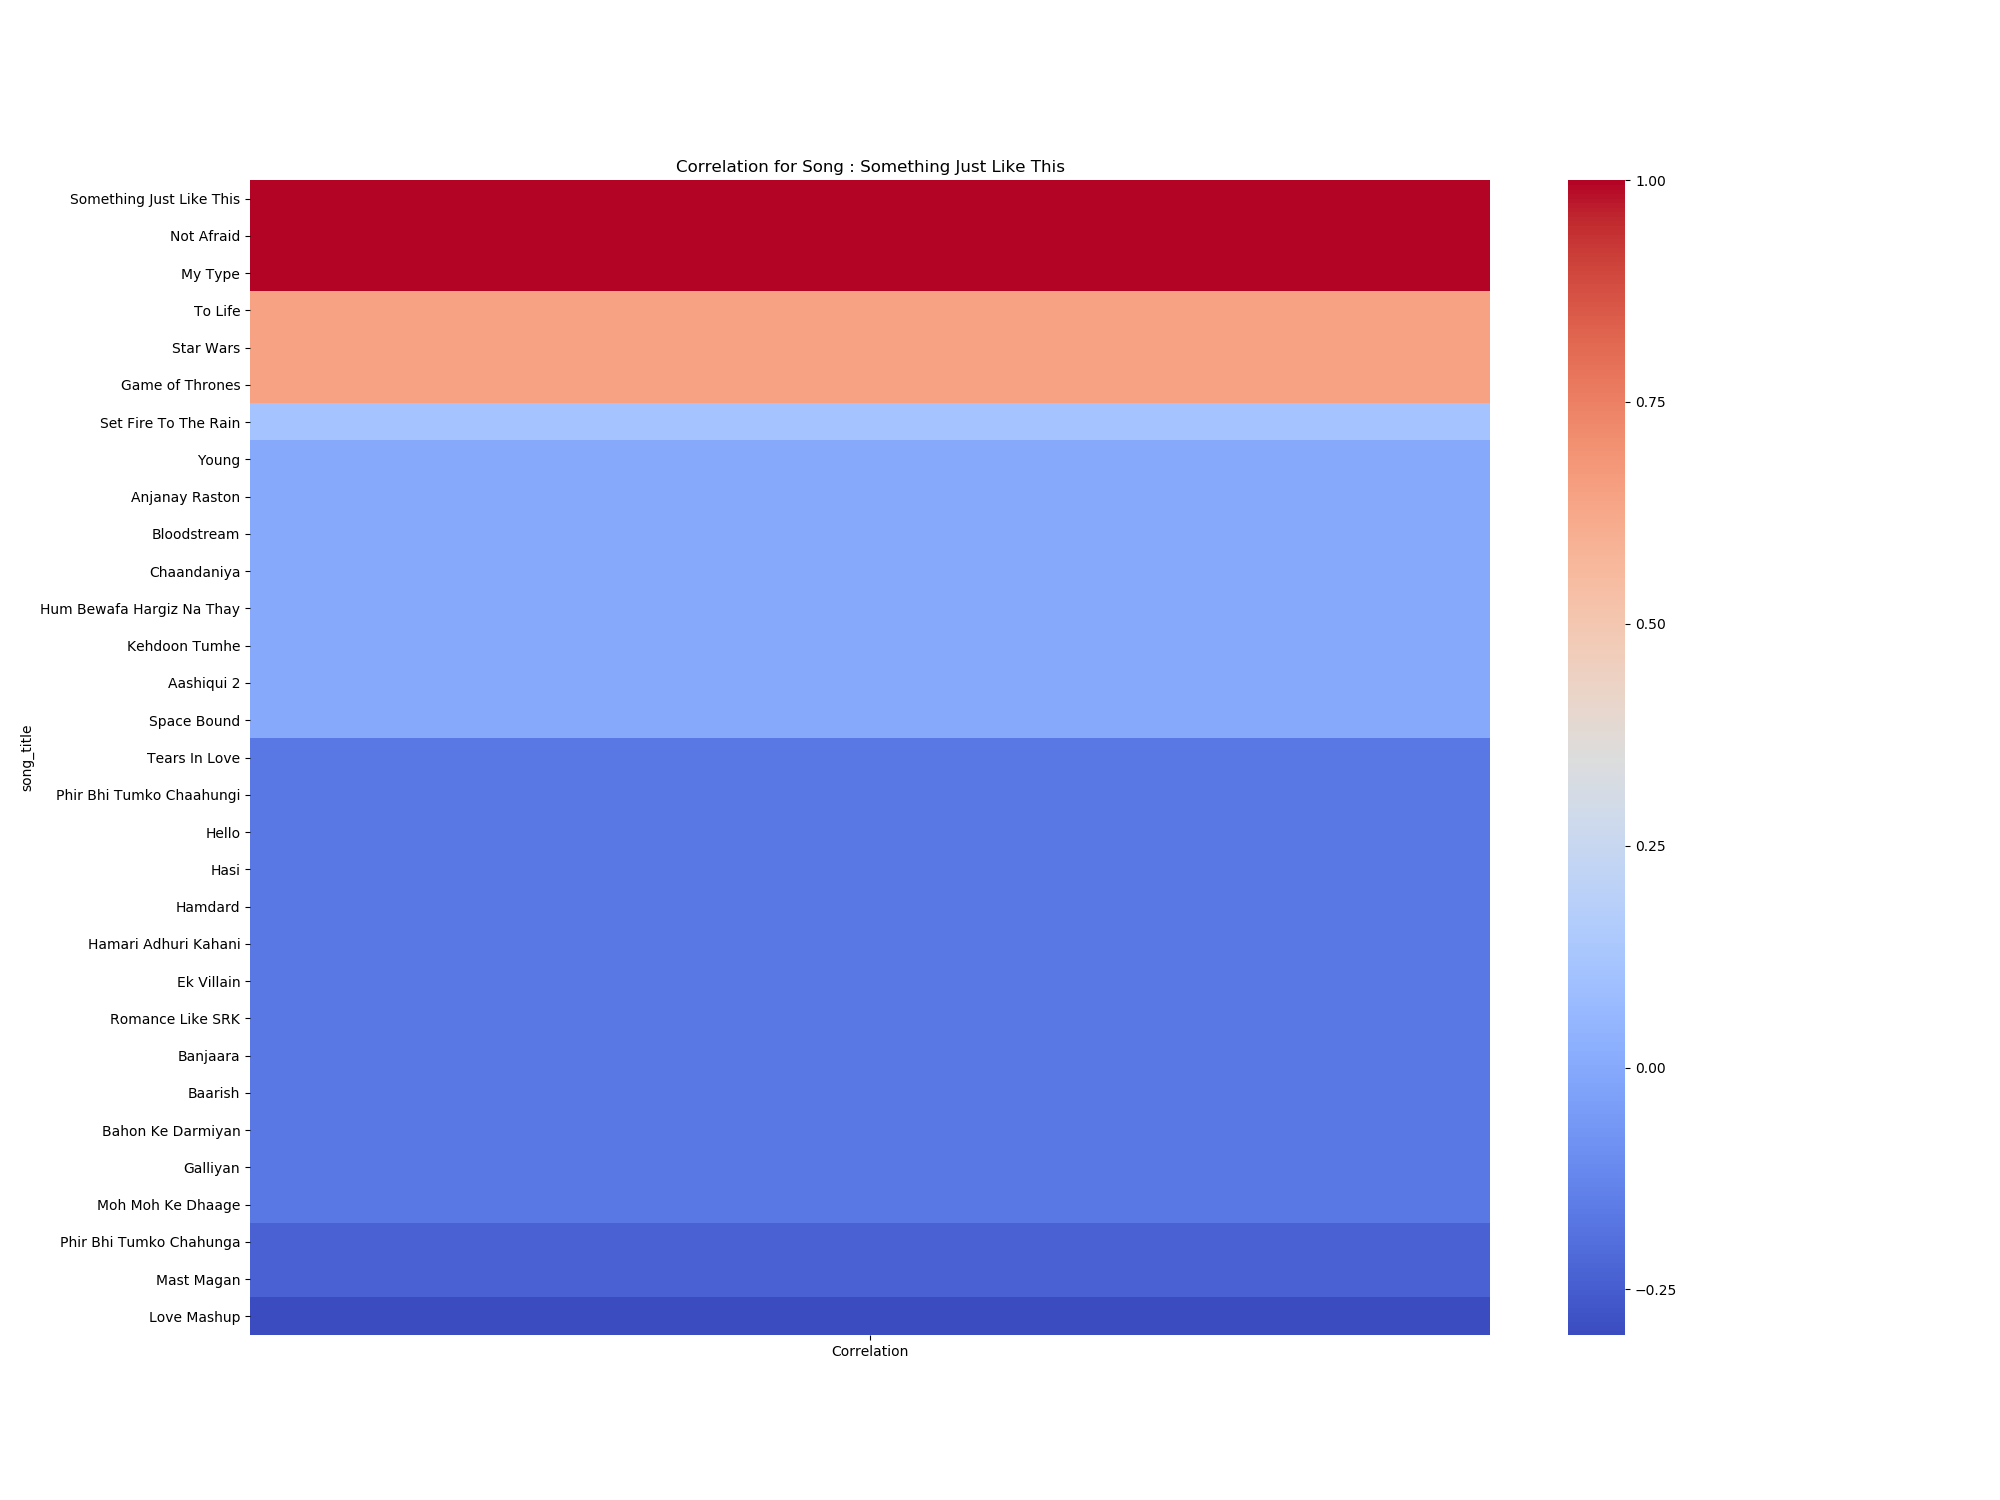 Correlation for Song : Something Just Like This
Something Just Like This
Not Afraid
My Type
To Life
Star Wars
Game of Thrones
Set Fire To The Rain
Young
Anjanay Raston
Bloodstream
Chaandaniya
Hum Bewafa Hargiz Na Thay
Kehdoon Tumhe
Aashiqui 2
Space Bound
Tears In Love
Phir Bhi Tumko Chaahungi
Hello
Hasi
Hamdard
Hamari Adhuri Kahani
Ek Villain
Romance Like SRK
Banjaara
Baarish
Bahon Ke Darmiyan
Galliyan
Moh Moh Ke Dhaage
Phir Bhi Tumko Chahunga
Mast Magan
Love Mashup
song_title
Correlation
1.00
0.75
0.50
0.25
0.00
−0.25